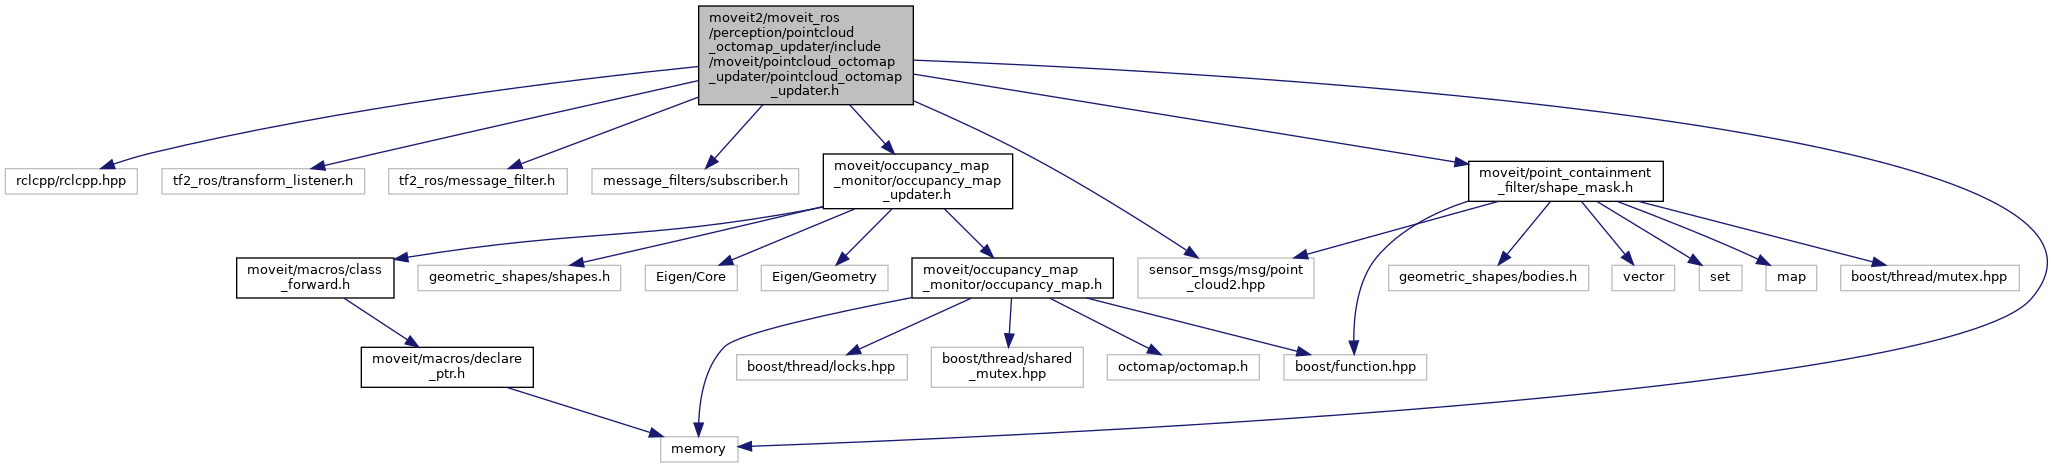 moveit2/moveit_ros
/perception/pointcloud
_octomap_updater/include
/moveit/pointcloud_octomap
_updater/pointcloud_octomap
_updater.h
rclcpp/rclcpp.hpp
tf2_ros/transform_listener.h
tf2_ros/message_filter.h
message_filters/subscriber.h
moveit/occupancy_map
_monitor/occupancy_map
_updater.h
moveit/point_containment
_filter/shape_mask.h
moveit/macros/class
_forward.h
geometric_shapes/shapes.h
Eigen/Core
Eigen/Geometry
moveit/occupancy_map
_monitor/occupancy_map.h
sensor_msgs/msg/point
_cloud2.hpp
geometric_shapes/bodies.h
vector
set
map
boost/thread/mutex.hpp
moveit/macros/declare
_ptr.h
boost/thread/locks.hpp
boost/thread/shared
_mutex.hpp
octomap/octomap.h
boost/function.hpp
memory